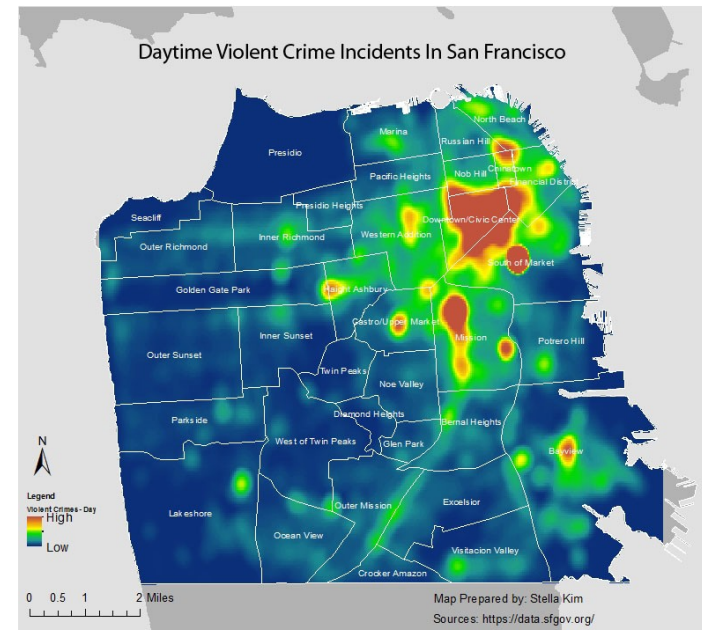 Daytime Violent Crime Incidents In San Francisco
North Beach
Marina
Russian Hill
Presidio
Chinatown
Nob Hill
Pacific Heights
Financial District
Presidio Heights
Seacliff
Downtown/Civic Center
Western Addition
Inner Richmond
Outer Richmond
South of Market
Golden Gate Park
Haight Ashbury
Castro/Upper Market
Inner Sunset
Mission
Potrero Hill
Outer Sunset
Twin Peaks
Noe Valley
Diamond Heights
Parkside
Bernal Heights
West of Twin Peaks
Glen Park
Bayview
N
Legend
Violent Crimes - Day
High
Low
Outer Mission
Excelsior
Lakeshore
Ocean View
Visitacion Valley
Crocker Amazon
0 0.5 1 2 Miles
Map Prepared by: Stella Kim
Sources: https://data.sfgov.org/